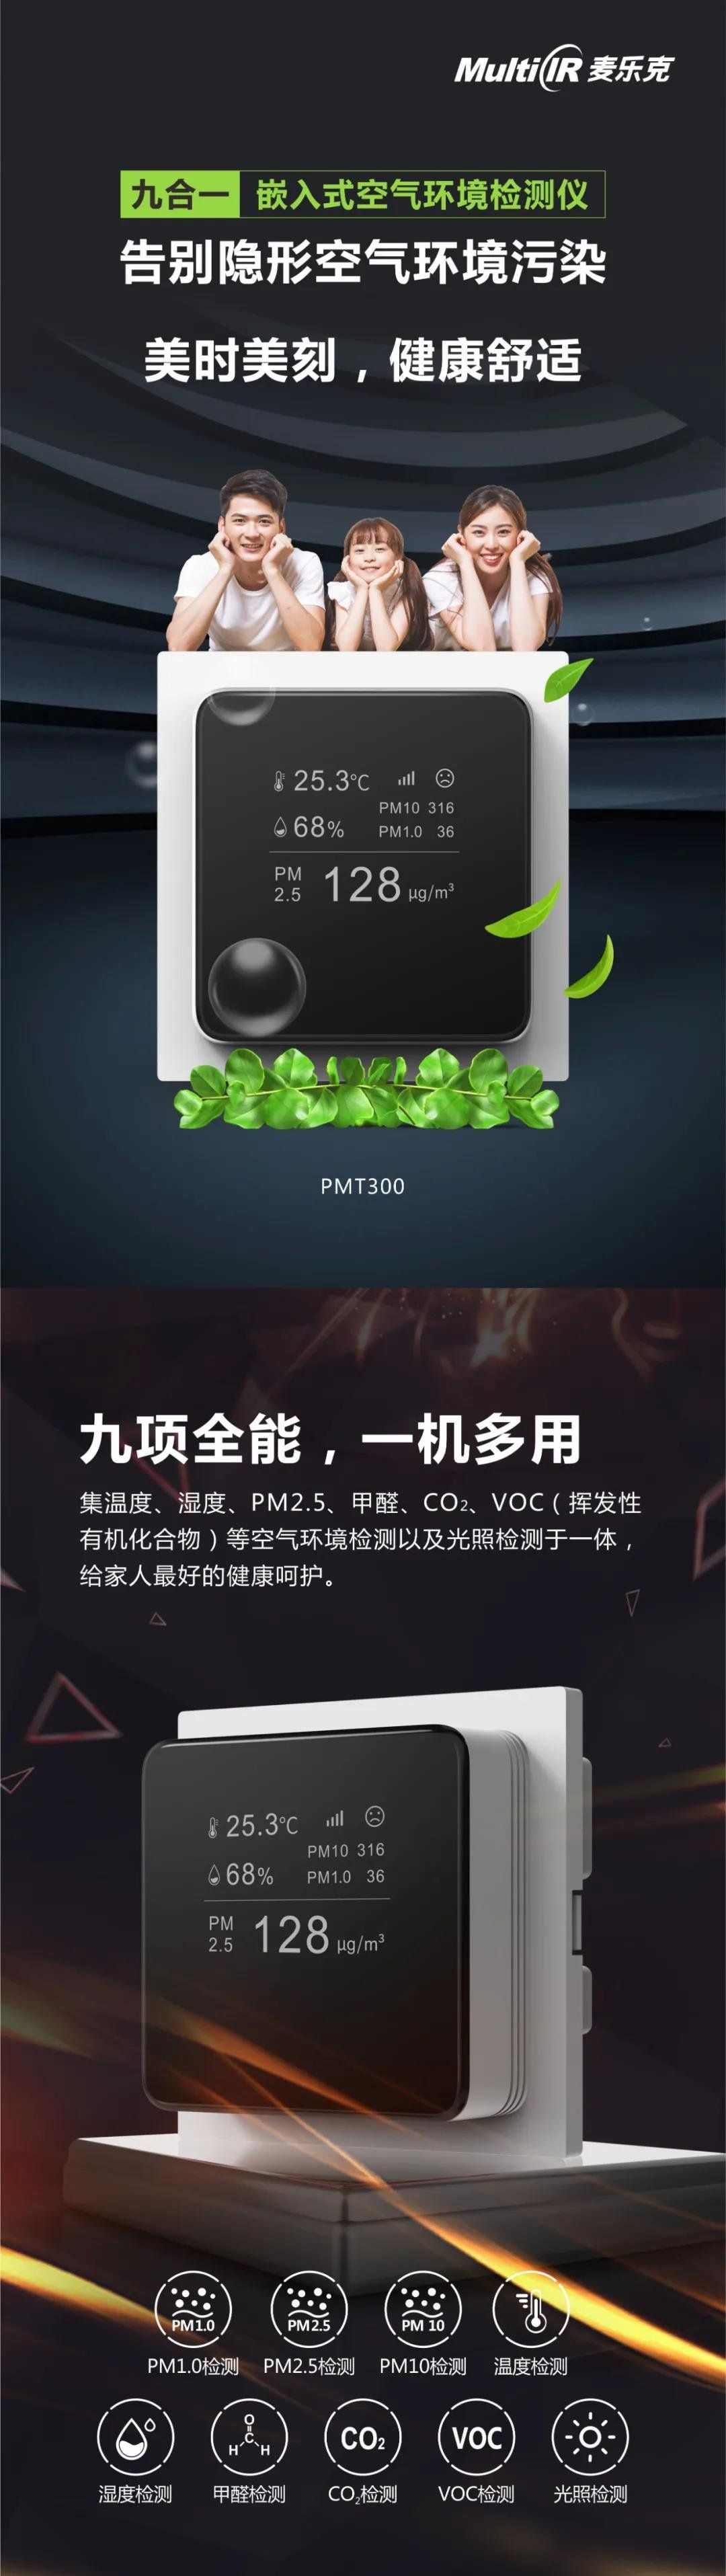 MultiIR 麦乐克
九合一 嵌入式空气环境检测仪
告别隐形空气环境污染
美时美刻，健康舒适
25.3℃
PM10 316
68%
PM1.0 36
PM
2.5
128 μg/m³
PMT300
九项全能，一机多用
集温度、湿度、PM2.5、甲醛、CO₂、VOC（挥发性
有机化合物）等空气环境检测以及光照检测于一体，
给家人最好的健康呵护。
25.3℃
PM10 316
68%
PM1.0 36
PM
2.5
128 μg/m³
PM1.0 PM2.5 PM 10
PM1.0检测 PM2.5检测 PM10检测 温度检测
O
C
H H
CO₂ VOC
湿度检测 甲醛检测 CO₂检测 VOC检测 光照检测